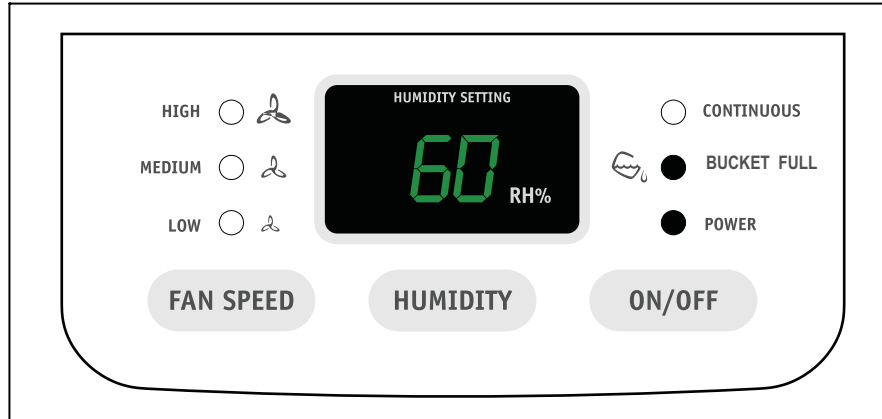 HUMIDITY SETTING
60 RH%
HIGH
MEDIUM
LOW
CONTINUOUS
BUCKET FULL
POWER
FAN SPEED
HUMIDITY
ON/OFF